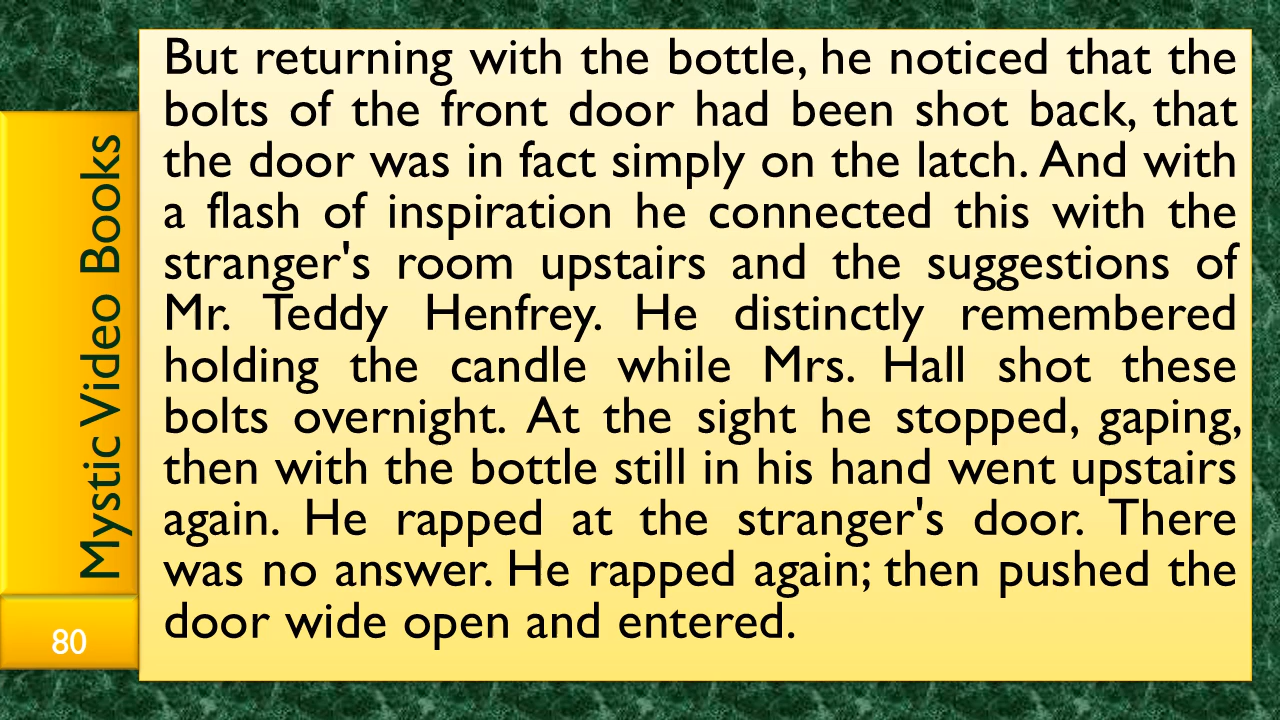 But returning with the bottle, he noticed that the
bolts of the front door had been shot back, that
the door was in fact simply on the latch. And with
a flash of inspiration he connected this with the
stranger's room upstairs and the suggestions of
Mr. Teddy Henfrey. He distinctly remembered
holding the candle while Mrs. Hall shot these
bolts overnight. At the sight he stopped, gaping,
then with the bottle still in his hand went upstairs
again. He rapped at the stranger's door. There
was no answer. He rapped again; then pushed the
door wide open and entered.
Mystic Video Books
80